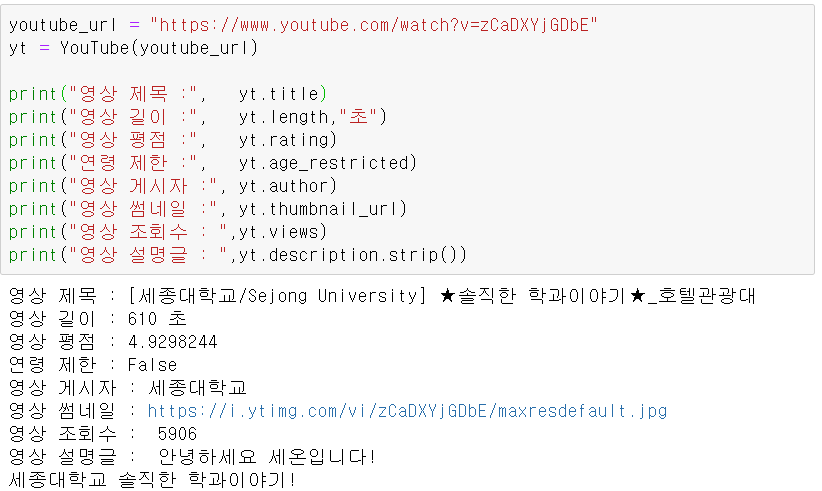 youtube_url = "https://www.youtube.com/watch?v=zCaDXYjGDbE"
yt = YouTube(youtube_url)
print("영상 제목 :",   yt.title)
print("영상 길이 :",   yt.length,"초")
print("영상 평점 :",   yt.rating)
print("연령 제한 :",   yt.age_restricted)
print("영상 게시자 :", yt.author)
print("영상 썸네일 :", yt.thumbnail_url)
print("영상 조회수 : ",yt.views)
print("영상 설명글 : ",yt.description.strip())
영상 제목 : [세종대학교/Sejong University] ★솔직한 학과이야기★_호텔관광대
영상 길이 : 610 초
영상 평점 : 4.9298244
연령 제한 : False
영상 게시자 : 세종대학교
영상 썸네일 : https://i.ytimg.com/vi/zCaDXYjGDbE/maxresdefault.jpg
영상 조회수 :  5906
영상 설명글 :  안녕하세요 세온입니다!
세종대학교 솔직한 학과이야기!